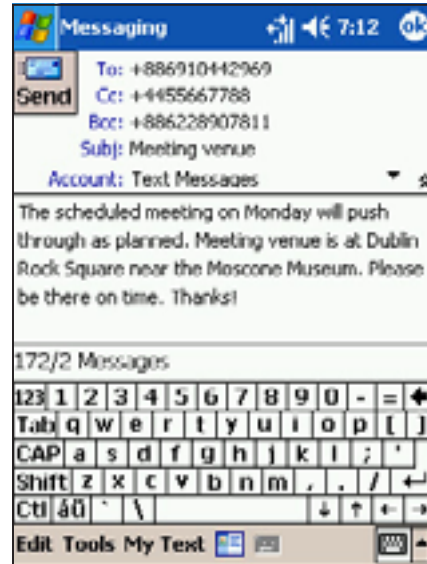 Messaging 7:12 ok
Send
To: +886910442969
Cc: +4455667788
Bcc: +886228907811
Subj: Meeting venue
Account: Text Messages
The scheduled meeting on Monday will push
through as planned. Meeting venue is at Dublin
Rock Square near the Moscone Museum. Please
be there on time. Thanks!
172/2 Messages
123 1 2 3 4 5 6 7 8 9 0 - =
Tab q w e r t y u i o p [ ]
CAP a s d f g h j k l ; '
Shift z x c v b n m , . /
Ctl áü ` \
Edit Tools My Text